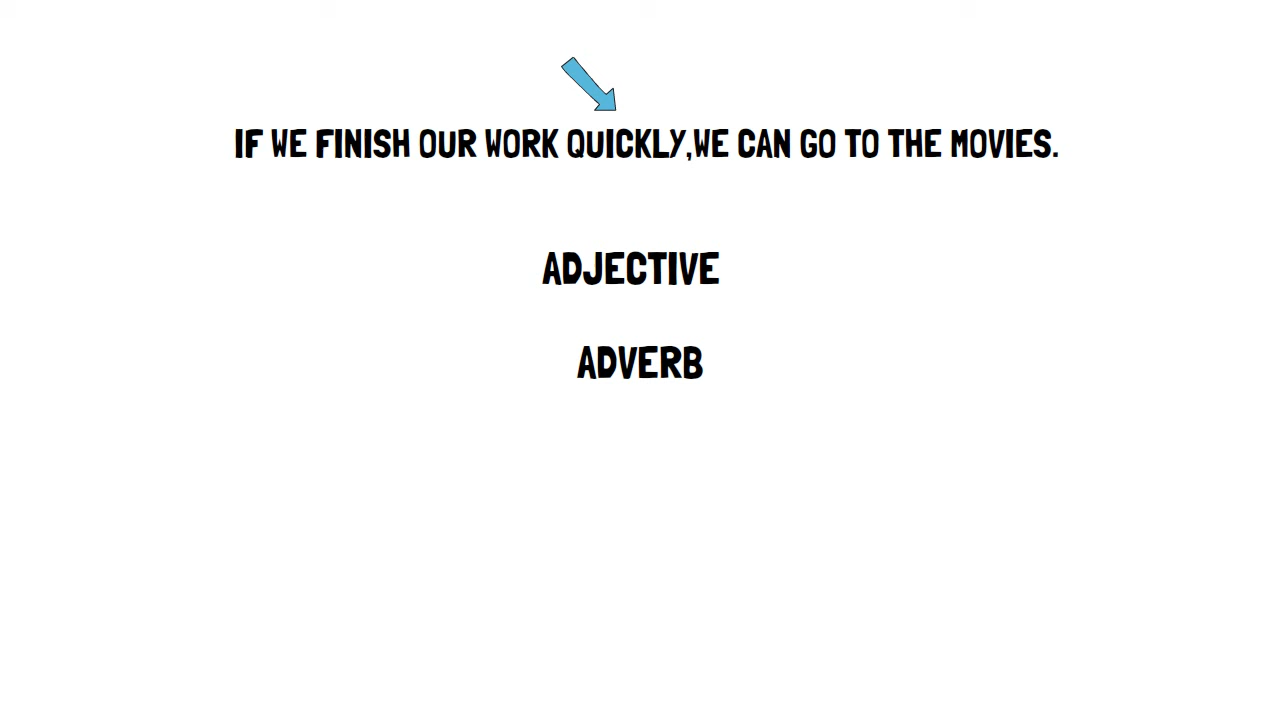 IF WE FINISH OUR WORK QUICKLY,WE CAN GO TO THE MOVIES.
ADJECTIVE
ADVERB